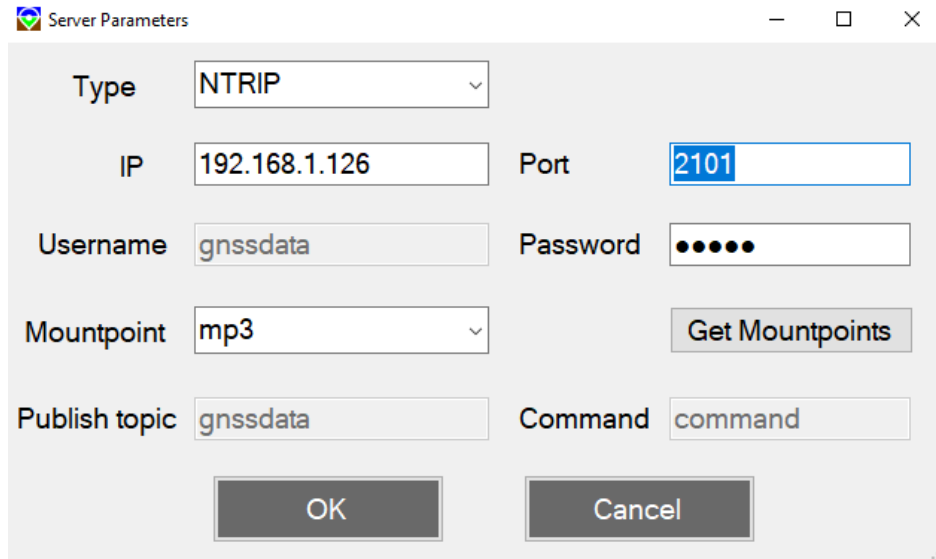 Server Parameters
Type NTRIP
IP 192.168.1.126 Port 2101
Username gnssdata Password •••••
Mountpoint mp3 Get Mountpoints
Publish topic gnssdata Command command
OK Cancel